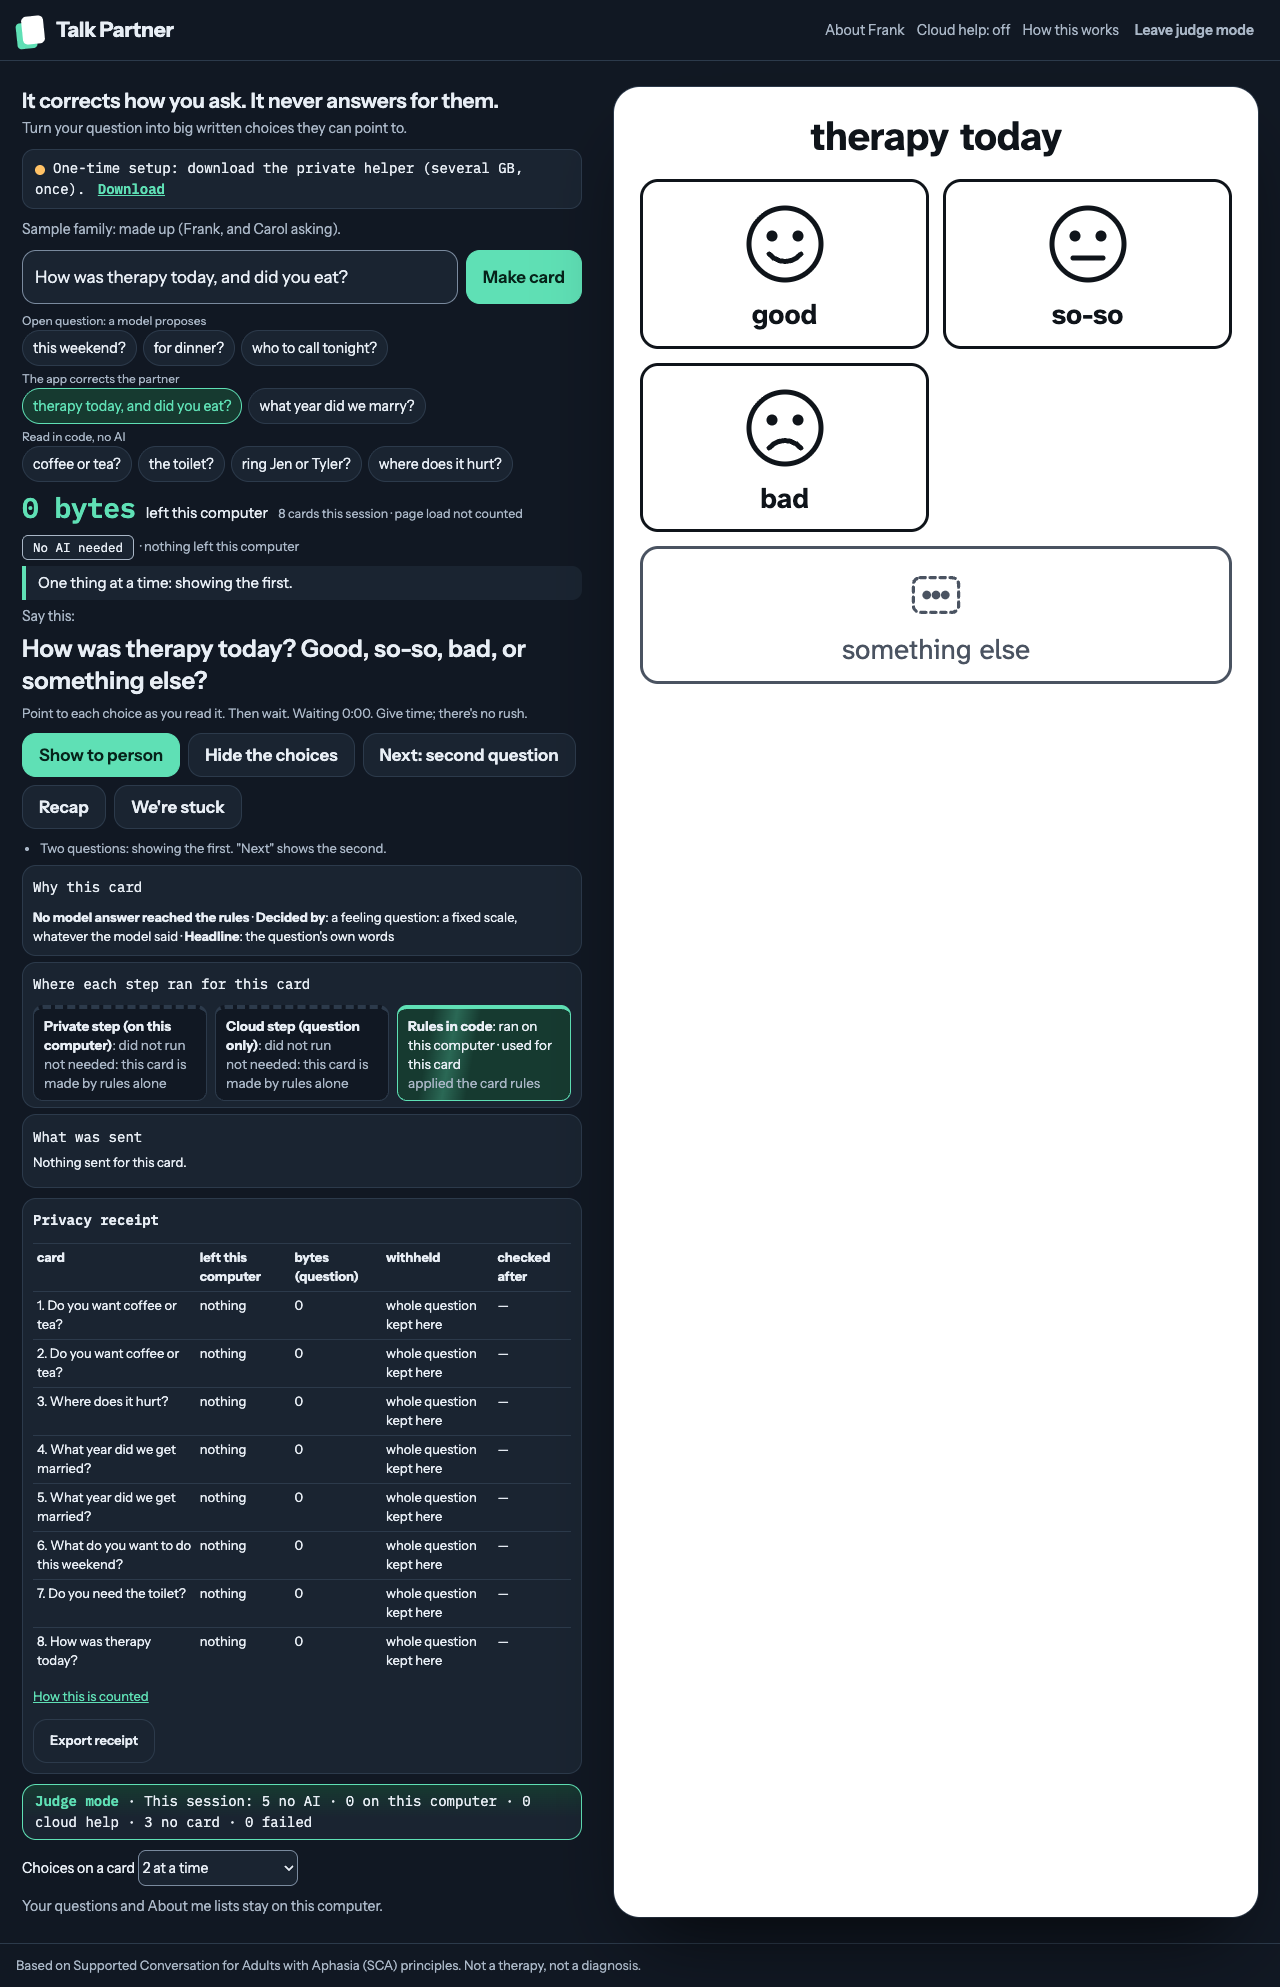 Talk Partner
About Frank Cloud help: off How this works Leave judge mode
It corrects how you ask. It never answers for them.
Turn your question into big written choices they can point to.
One-time setup: download the private helper (several GB,
once). Download
Sample family: made up (Frank, and Carol asking).
How was therapy today, and did you eat?
Make card
Open question: a model proposes
this weekend? for dinner? who to call tonight?
The app corrects the partner
therapy today, and did you eat? what year did we marry?
Read in code, no AI
coffee or tea? the toilet? ring Jen or Tyler? where does it hurt?
0 bytes left this computer 8 cards this session · page load not counted
No AI needed · nothing left this computer
One thing at a time: showing the first.
Say this:
How was therapy today? Good, so-so, bad, or
something else?
Point to each choice as you read it. Then wait. Waiting 0:00. Give time; there's no rush.
Show to person Hide the choices Next: second question
Recap We're stuck
• Two questions: showing the first. "Next" shows the second.
Why this card
No model answer reached the rules · Decided by: a feeling question: a fixed scale,
whatever the model said · Headline: the question's own words
Where each step ran for this card
Private step (on this
computer): did not run
not needed: this card is
made by rules alone
Cloud step (question
only): did not run
not needed: this card is
made by rules alone
Rules in code: ran on
this computer · used for
this card
applied the card rules
What was sent
Nothing sent for this card.
Privacy receipt
card left this computer bytes (question) withheld checked after
1. Do you want coffee or tea? nothing 0 whole question kept here —
2. Do you want coffee or tea? nothing 0 whole question kept here —
3. Where does it hurt? nothing 0 whole question kept here —
4. What year did we get married? nothing 0 whole question kept here —
5. What year did we get married? nothing 0 whole question kept here —
6. What do you want to do this weekend? nothing 0 whole question kept here —
7. Do you need the toilet? nothing 0 whole question kept here —
8. How was therapy today? nothing 0 whole question kept here —
How this is counted
Export receipt
Judge mode · This session: 5 no AI · 0 on this computer · 0
cloud help · 3 no card · 0 failed
Choices on a card 2 at a time
Your questions and About me lists stay on this computer.
therapy today
good
so-so
bad
something else
Based on Supported Conversation for Adults with Aphasia (SCA) principles. Not a therapy, not a diagnosis.